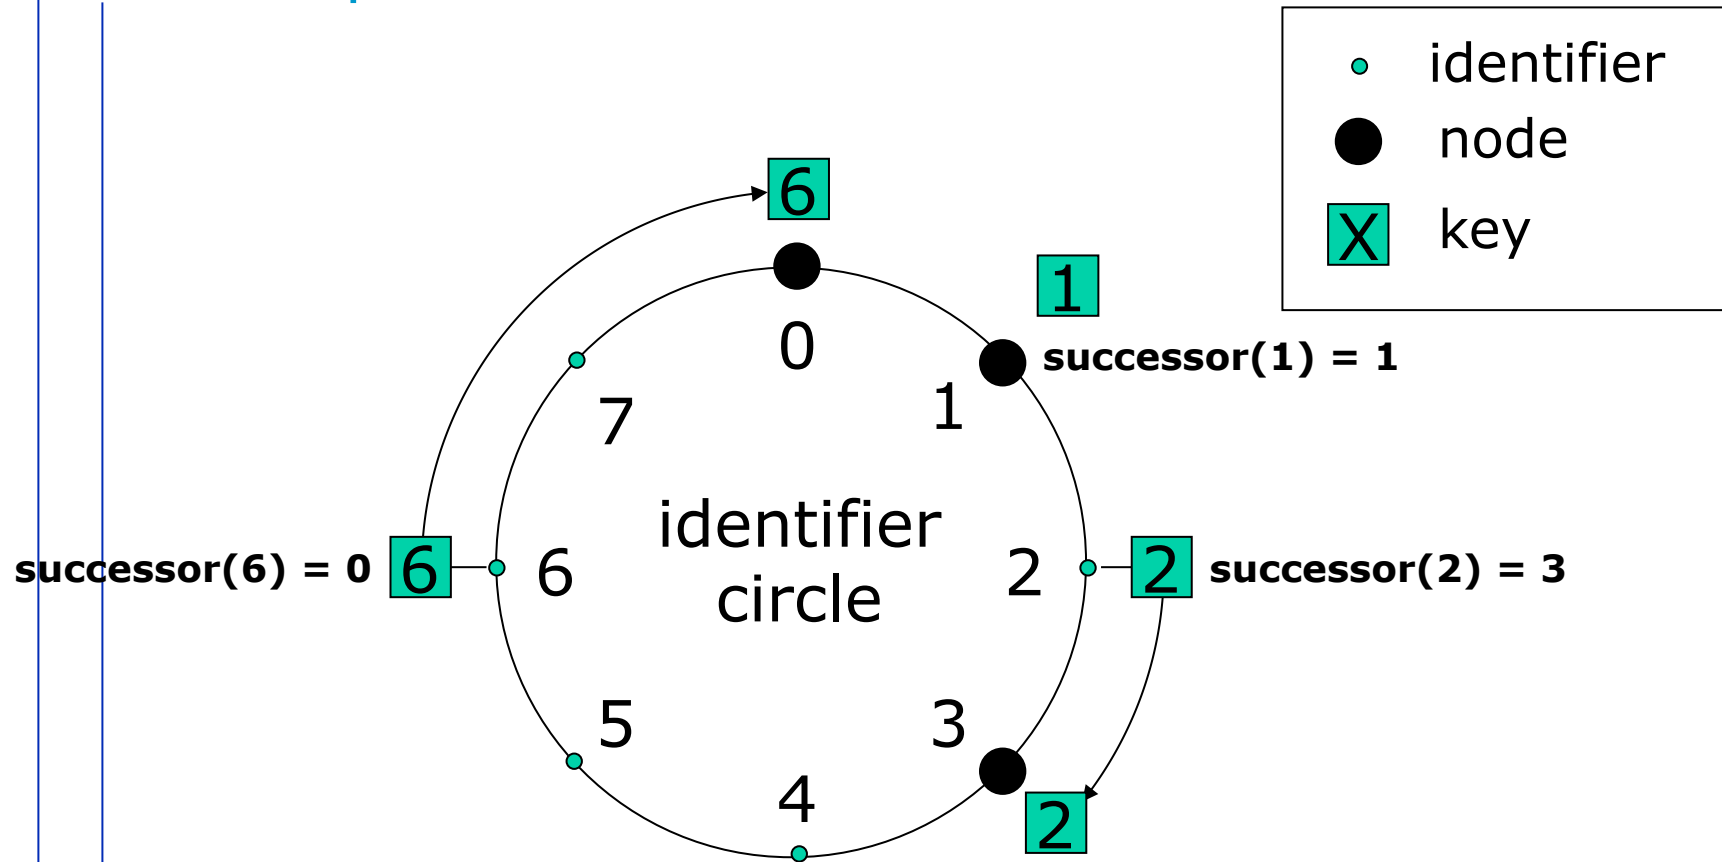 identifier
node
X key
6
1
0
successor(1) = 1
1
7
identifier
circle
successor(6) = 0 6 6
2 2 successor(2) = 3
5
3
4
2